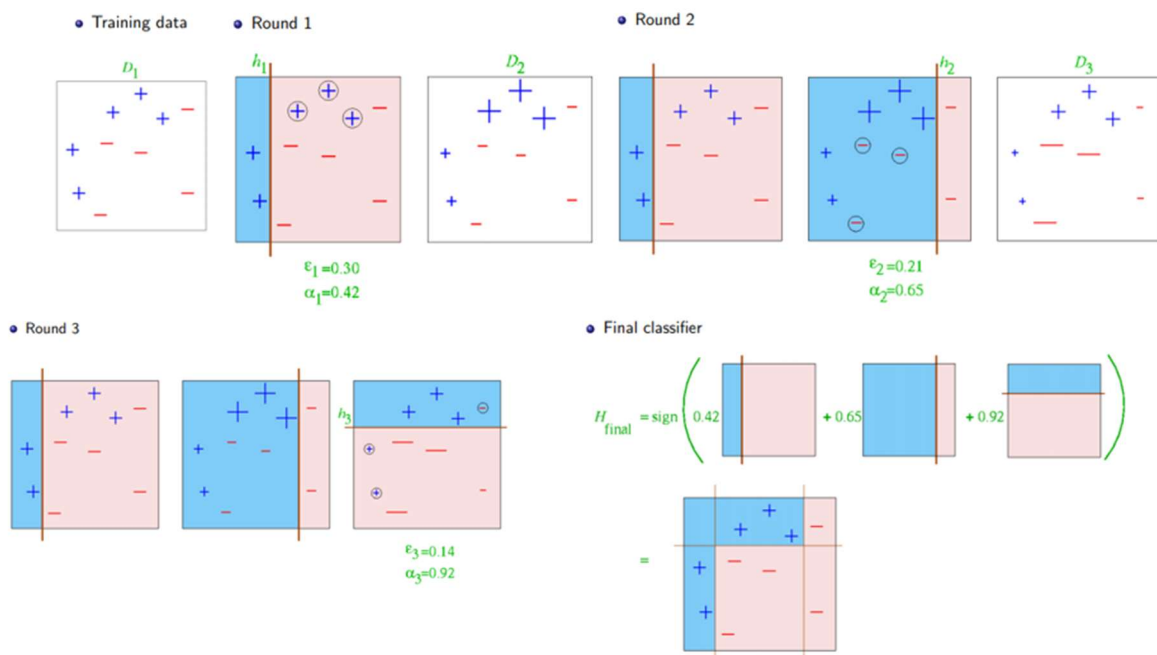 Training data
Round 1
Round 2
D1
h1
D2
h2
D3
ε1=0.30
α1=0.42
ε2=0.21
α2=0.65
Round 3
Final classifier
h3
ε3=0.14
α3=0.92
Hfinal = sign ( 0.42 + 0.65 + 0.92 )
=